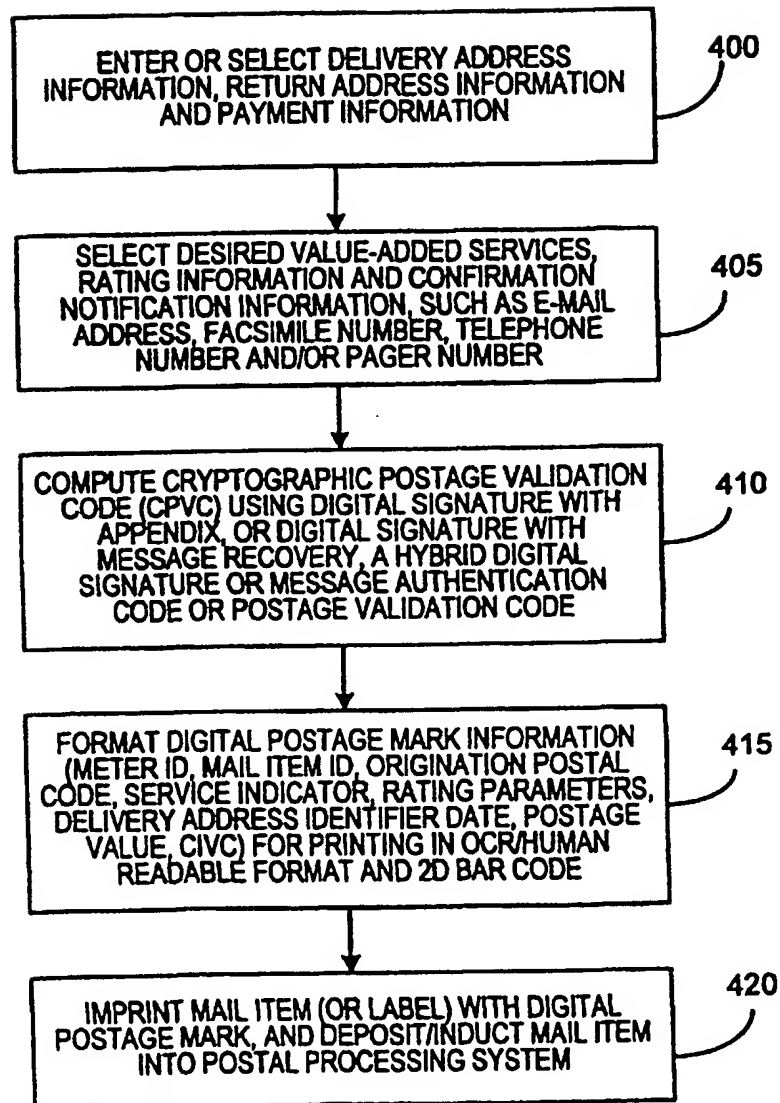 ENTER OR SELECT DELIVERY ADDRESS
INFORMATION, RETURN ADDRESS INFORMATION
AND PAYMENT INFORMATION
400
SELECT DESIRED VALUE-ADDED SERVICES,
RATING INFORMATION AND CONFIRMATION
NOTIFICATION INFORMATION, SUCH AS E-MAIL
ADDRESS, FACSIMILE NUMBER, TELEPHONE
NUMBER AND/OR PAGER NUMBER
405
COMPUTE CRYPTOGRAPHIC POSTAGE VALIDATION
CODE (CPVC) USING DIGITAL SIGNATURE WITH
APPENDIX, OR DIGITAL SIGNATURE WITH
MESSAGE RECOVERY, A HYBRID DIGITAL
SIGNATURE OR MESSAGE AUTHENTICATION
CODE OR POSTAGE VALIDATION CODE
410
FORMAT DIGITAL POSTAGE MARK INFORMATION
(METER ID, MAIL ITEM ID, ORIGINATION POSTAL
CODE, SERVICE INDICATOR, RATING PARAMETERS,
DELIVERY ADDRESS IDENTIFIER DATE, POSTAGE
VALUE, CIVC) FOR PRINTING IN OCR/HUMAN
READABLE FORMAT AND 2D BAR CODE
415
IMPRINT MAIL ITEM (OR LABEL) WITH DIGITAL
POSTAGE MARK, AND DEPOSIT/INDUCT MAIL ITEM
INTO POSTAL PROCESSING SYSTEM
420